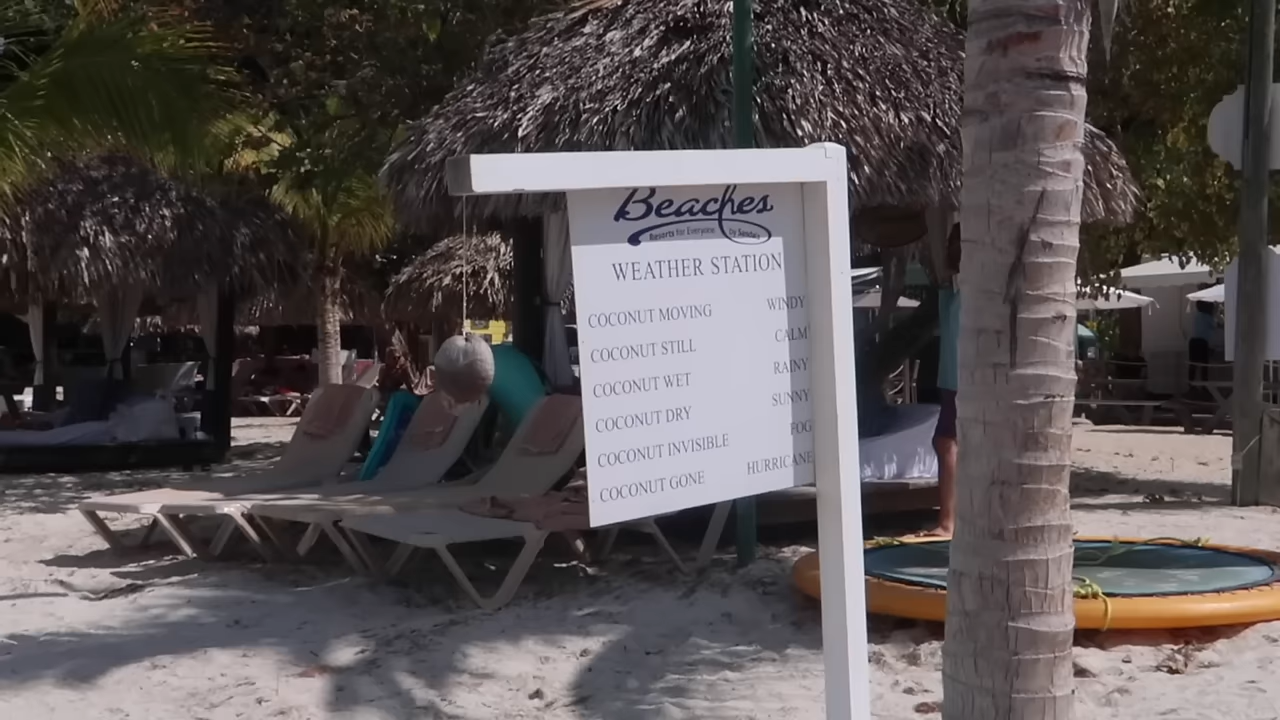 Beaches
Resorts for Everyone by Sandals
WEATHER STATION
COCONUT MOVING WINDY
COCONUT STILL CALM
COCONUT WET RAINY
COCONUT DRY SUNNY
COCONUT INVISIBLE FOG
COCONUT GONE HURRICANE